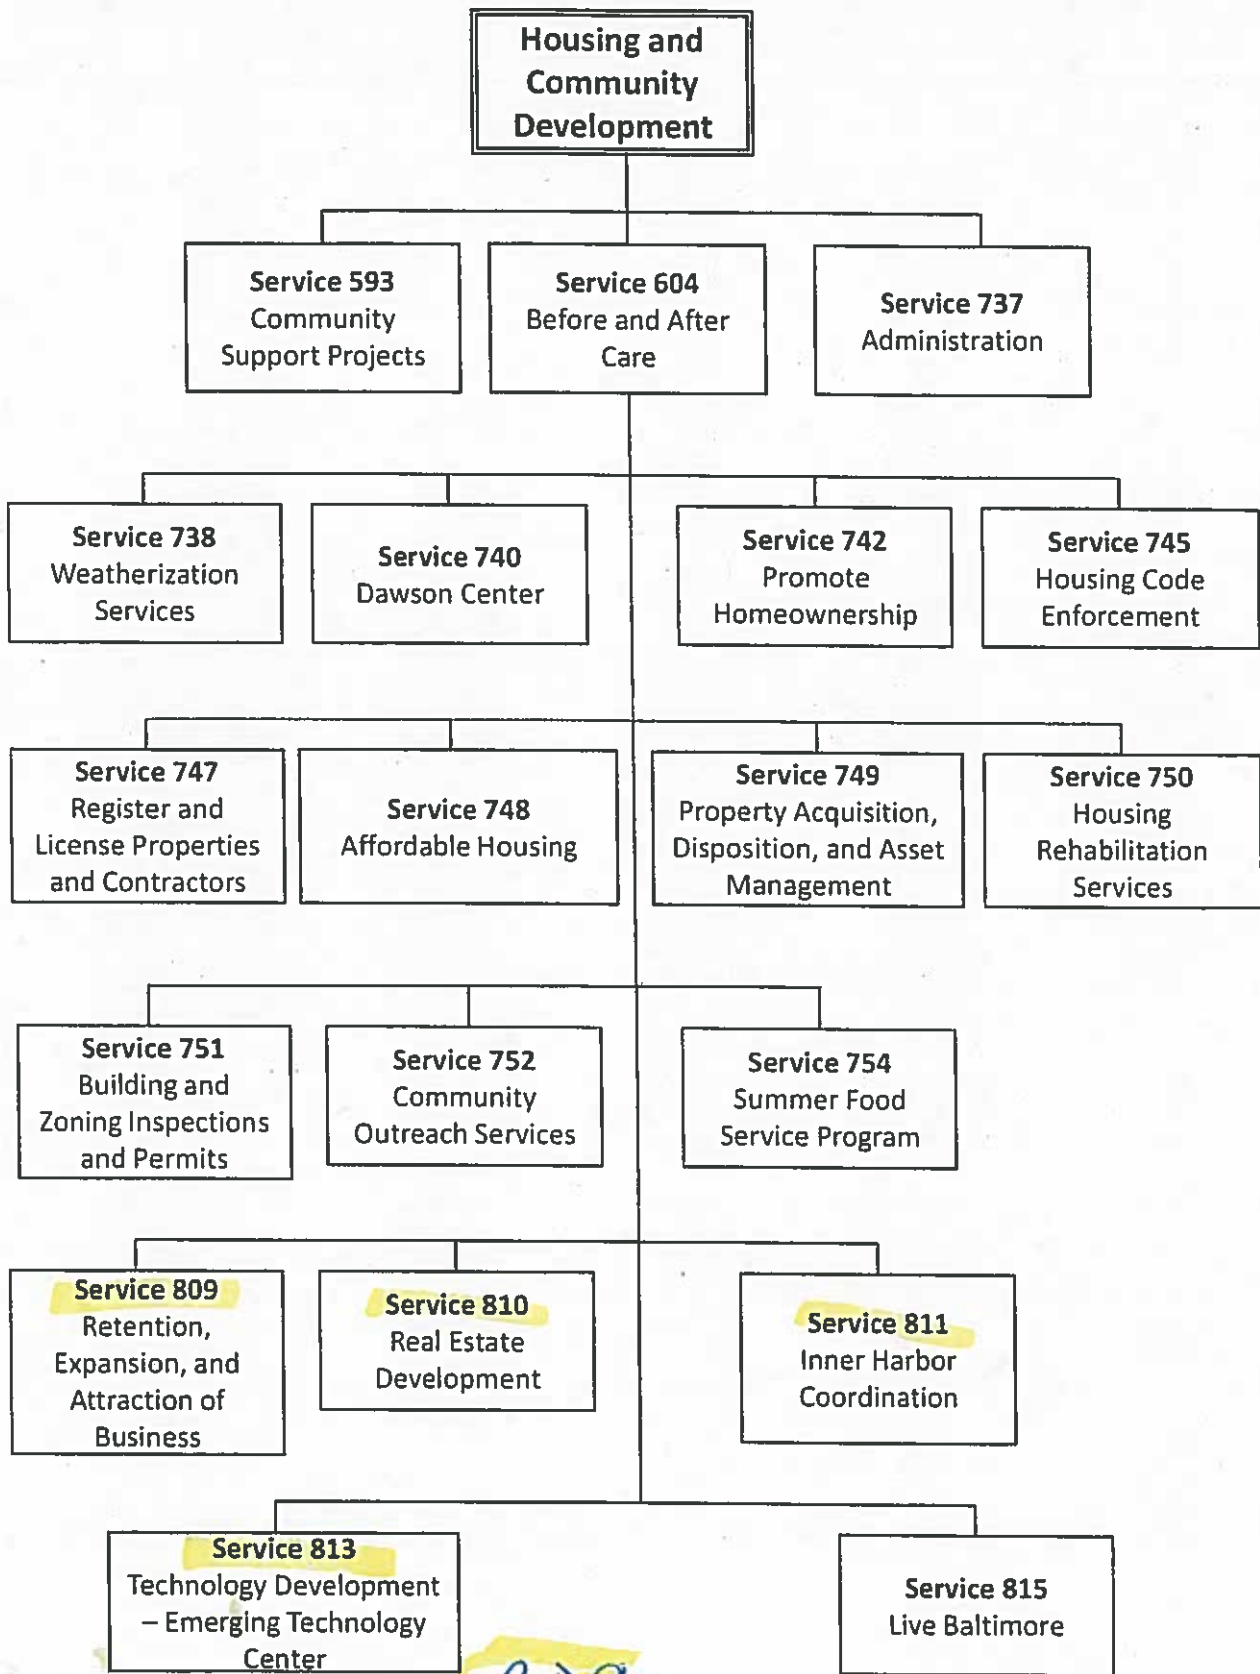 Housing and
Community
Development
Service 593
Community
Support Projects
Service 604
Before and After
Care
Service 737
Administration
Service 738
Weatherization
Services
Service 740
Dawson Center
Service 742
Promote
Homeownership
Service 745
Housing Code
Enforcement
Service 747
Register and
License Properties
and Contractors
Service 748
Affordable Housing
Service 749
Property Acquisition,
Disposition, and Asset
Management
Service 750
Housing
Rehabilitation
Services
Service 751
Building and
Zoning Inspections
and Permits
Service 752
Community
Outreach Services
Service 754
Summer Food
Service Program
Service 809
Retention,
Expansion, and
Attraction of
Business
Service 810
Real Estate
Development
Service 811
Inner Harbor
Coordination
Service 813
Technology Development
– Emerging Technology
Center
Service 815
Live Baltimore